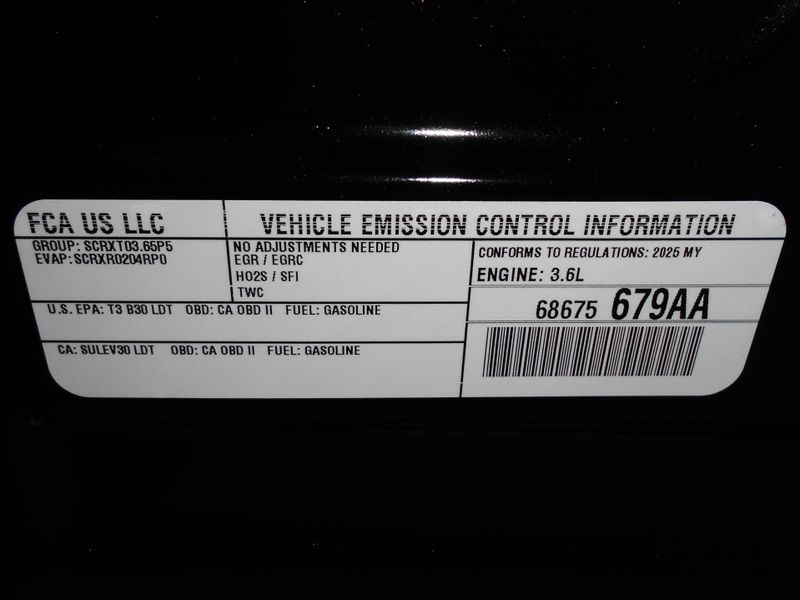 FCA US LLC
VEHICLE EMISSION CONTROL INFORMATION
GROUP: SCRXT03.65P5
EVAP: SCRXR0204RP0
NO ADJUSTMENTS NEEDED
EGR / EGRC
HO2S / SFI
TWC
CONFORMS TO REGULATIONS: 2025 MY
ENGINE: 3.6L
68675 679AA
U.S. EPA: T3 B30 LDT OBD: CA OBD II FUEL: GASOLINE
CA: SULEV30 LDT OBD: CA OBD II FUEL: GASOLINE